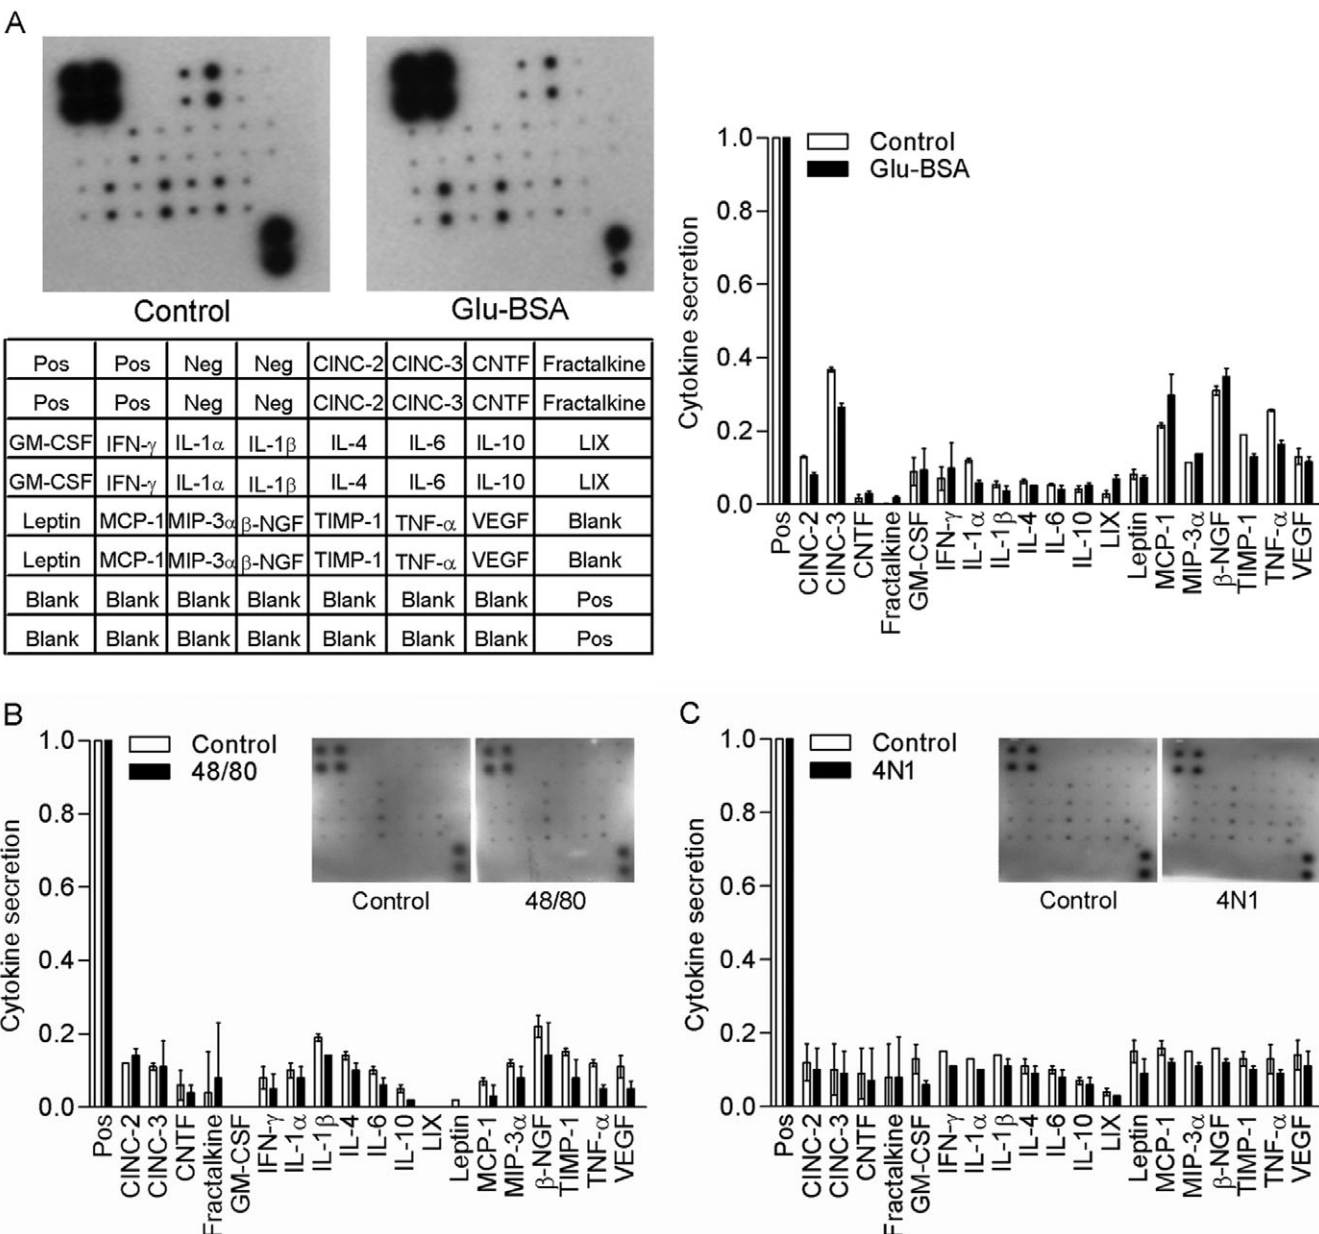 A
Control
Glu-BSA
Pos Pos Neg Neg CINC-2 CINC-3 CNTF Fractalkine
Pos Pos Neg Neg CINC-2 CINC-3 CNTF Fractalkine
GM-CSF IFN-γ IL-1α IL-1β IL-4 IL-6 IL-10 LIX
GM-CSF IFN-γ IL-1α IL-1β IL-4 IL-6 IL-10 LIX
Leptin MCP-1 MIP-3α β-NGF TIMP-1 TNF-α VEGF Blank
Leptin MCP-1 MIP-3α β-NGF TIMP-1 TNF-α VEGF Blank
Blank Blank Blank Blank Blank Blank Blank Pos
Blank Blank Blank Blank Blank Blank Blank Pos
Cytokine secretion
1.0
0.8
0.6
0.4
0.2
0.0
Control
Glu-BSA
Pos
CINC-2
CINC-3
CNTF
Fractalkine
GM-CSF
IFN-γ
IL-1α
IL-1β
IL-4
IL-6
IL-10
LIX
Leptin
MCP-1
MIP-3α
β-NGF
TIMP-1
TNF-α
VEGF
B
Cytokine secretion
1.0
0.8
0.6
0.4
0.2
0.0
Control
48/80
Control
48/80
Pos
CINC-2
CINC-3
CNTF
Fractalkine
GM-CSF
IFN-γ
IL-1α
IL-1β
IL-4
IL-6
IL-10
LIX
Leptin
MCP-1
MIP-3α
β-NGF
TIMP-1
TNF-α
VEGF
C
Cytokine secretion
1.0
0.8
0.6
0.4
0.2
0.0
Control
4N1
Control
4N1
Pos
CINC-2
CINC-3
CNTF
Fractalkine
GM-CSF
IFN-γ
IL-1α
IL-1β
IL-4
IL-6
IL-10
LIX
Leptin
MCP-1
MIP-3α
β-NGF
TIMP-1
TNF-α
VEGF